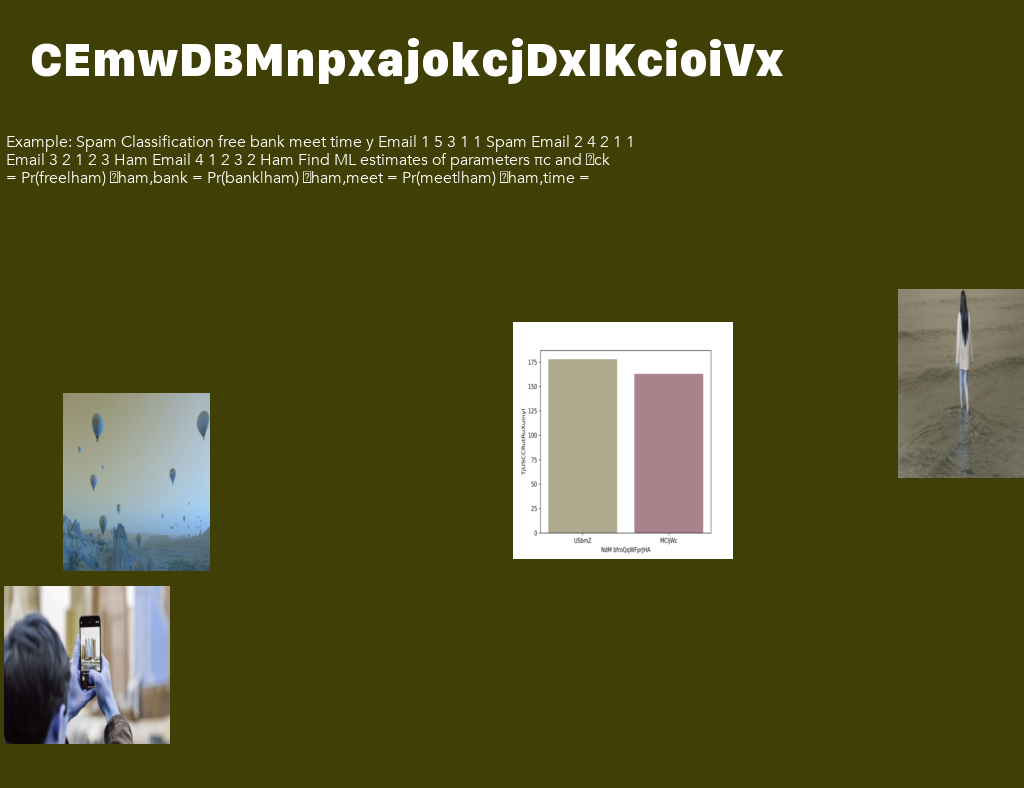 CEmwDBMnpxajokcjDxIKcioiVx
Example: Spam Classification free bank meet time y Email 1 5 3 1 1 Spam Email 2 4 2 1 1
Email 3 2 1 2 3 Ham Email 4 1 2 3 2 Ham Find ML estimates of parameters πc and ck
= Pr(free|ham) ham,bank = Pr(bank|ham) ham,meet = Pr(meet|ham) ham,time =
175
150
125
100
75
50
25
0
USbmZ
MCIjWc